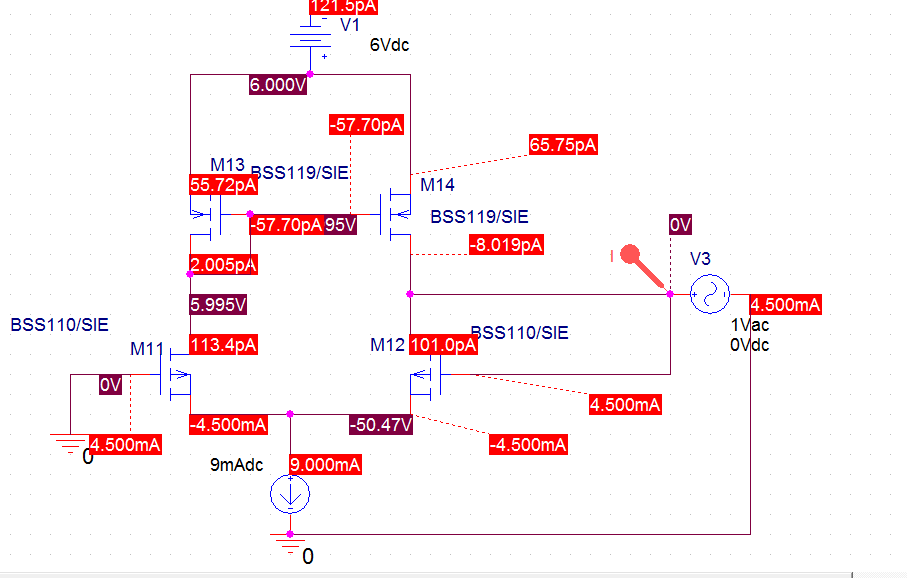 121.5pA
V1
6Vdc
6.000V
-57.70pA
65.75pA
M13
BSS119/SIE
55.72pA
M14
BSS119/SIE
-57.70pA
95V
0V
-8.019pA
I
V3
2.005pA
5.995V
4.500mA
1Vac
0Vdc
BSS110/SIE
BSS110/SIE
M11
113.4pA
M12
101.0pA
0V
4.500mA
-4.500mA
-50.47V
4.500mA
0
-4.500mA
9mAdc
9.000mA
0